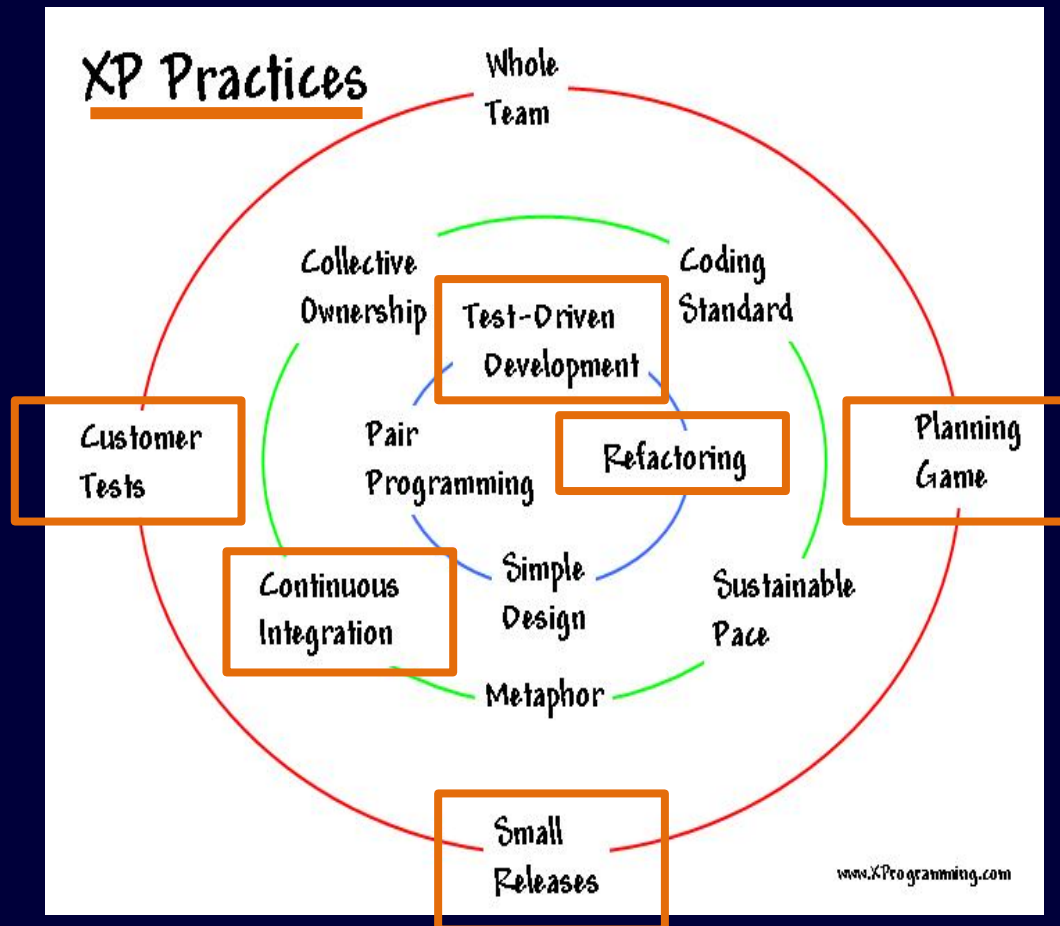 XP Practices
Whole
Team
Collective
Ownership
Coding
Standard
Test-Driven
Development
Customer
Tests
Pair
Programming
Refactoring
Planning
Game
Continuous
Integration
Simple
Design
Sustainable
Pace
Metaphor
Small
Releases
www.XProgramming.com